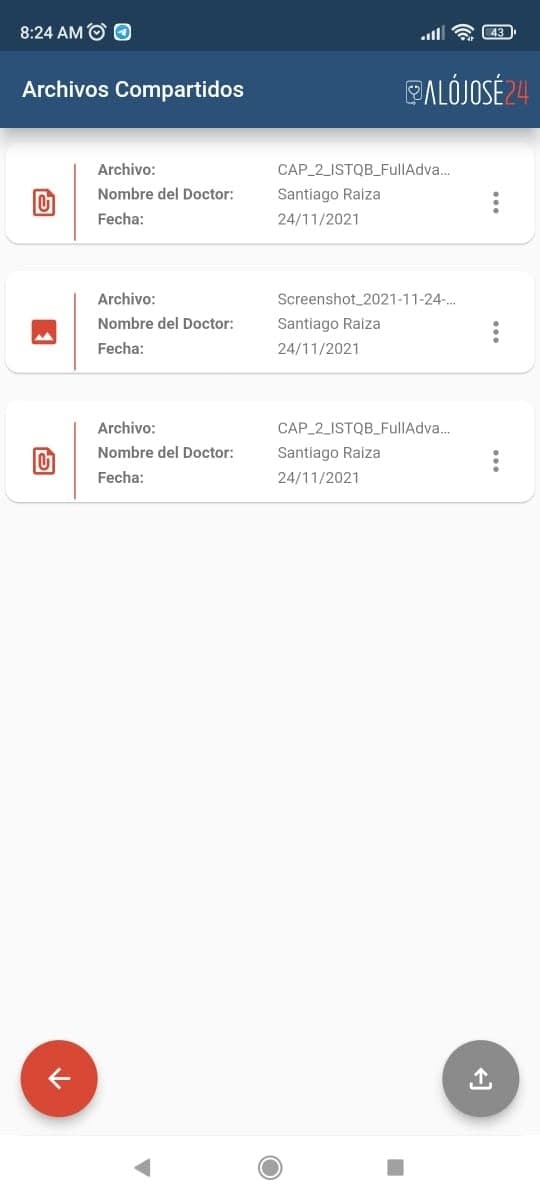 8:24 AM 43
Archivos Compartidos ALÓJOSÉ24
Archivo: CAP_2_ISTQB_FullAdva...
Nombre del Doctor: Santiago Raiza
Fecha: 24/11/2021
Archivo: Screenshot_2021-11-24-...
Nombre del Doctor: Santiago Raiza
Fecha: 24/11/2021
Archivo: CAP_2_ISTQB_FullAdva...
Nombre del Doctor: Santiago Raiza
Fecha: 24/11/2021